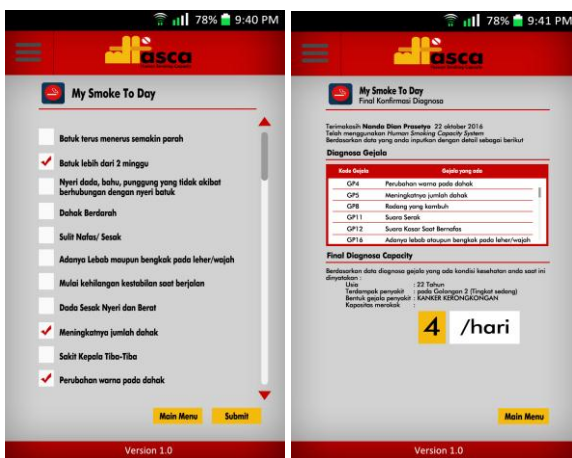 78% 9:40 PM
asca
Human Smoking Capacity
My Smoke To Day
Batuk terus menerus semakin parah
Batuk lebih dari 2 minggu
Nyeri dada, bahu, punggung yang tidak akibat
berhubungan dengan nyeri batuk
Dahak Berdarah
Sulit Nafas/ Sesak
Adanya Lebab maupun bengkak pada leher/wajah
Mulai kehilangan kestabilan saat berjalan
Dada Sesak Nyeri dan Berat
Meningkatnya jumlah dahak
Sakit Kepala Tiba-Tiba
Perubahan warna pada dahak
Main Menu
Submit
Version 1.0
78% 9:41 PM
asca
Human Smoking Capacity
My Smoke To Day
Final Konfirmasi Diagnosa
Terimakasih Nanda Dian Prasetyo 22 oktober 2016
Telah menggunakan Human Smoking Capacity System
Berdasarkan data yang anda inputkan dengan detail sebagai berikut
Diagnosa Gejala
Kode Gejala Gejala yang ada
GP4 Perubahan warna pada dahak
GP5 Meningkatnya jumlah dahak
GP8 Radang yang kambuh
GP11 Suara Serak
GP12 Suara Kasar Saat Bernafas
GP16 Adanya lebab ataupun bengkak pada leher/wajah
Final Diagnosa Capacity
Berdasarkan data diagnosa gejala yang ada kondisi kesehatan anda saat ini
dinyatakan :
Usia : 22 Tahun
Terdampak penyakit : pada Golongan 2 (Tingkat sedang)
Bentuk gejala penyakit : KANKER KERONGKONGAN
Kapasitas merokok :
4 /hari
Main Menu
Version 1.0